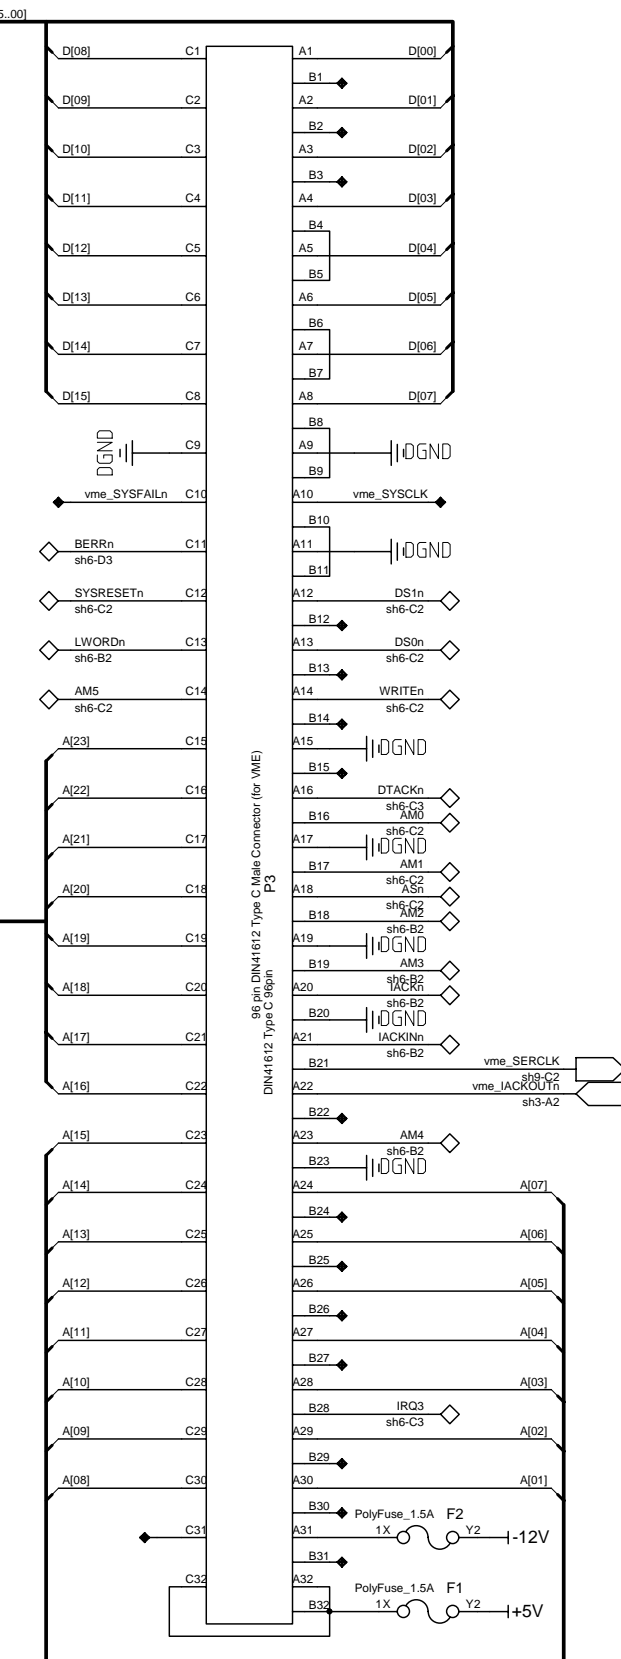 5..00]
D[08] C1 A1 D[00]
B1
D[09] C2 A2 D[01]
B2
D[10] C3 A3 D[02]
B3
D[11] C4 A4 D[03]
B4
D[12] C5 A5 D[04]
B5
D[13] C6 A6 D[05]
B6
D[14] C7 A7 D[06]
B7
D[15] C8 A8 D[07]
B8
DGND C9 A9 DGND
B9
vme_SYSFAILn C10 A10 vme_SYSCLK
B10
BERRn C11 A11 DGND
sh6-D3
B11
SYSRESETn C12 A12 DS1n
sh6-C2 sh6-C2
B12
LWORDn C13 A13 DS0n
sh6-B2 sh6-C2
B13
AM5 C14 A14 WRITEn
sh6-C2 sh6-C2
B14
A[23] C15 A15 DGND
B15
A[22] C16 A16 DTACKn
sh6-C3
B16 AM0
sh6-C2
A[21] C17 A17 DGND
B17 AM1
sh6-C2
A[20] C18 A18 ASn
sh6-C2
B18 AM2
sh6-B2
A[19] C19 A19 DGND
B19 AM3
sh6-B2
A[18] C20 A20 IACKn
sh6-B2
B20 DGND
A[17] C21 A21 IACKINn
sh6-B2
B21 vme_SERCLK
sh9-C2
A[16] C22 A22 vme_IACKOUTn
sh3-A2
B22
A[15] C23 A23 AM4
sh6-B2
B23 DGND
A[14] C24 A24 A[07]
B24
A[13] C25 A25 A[06]
B25
A[12] C26 A26 A[05]
B26
A[11] C27 A27 A[04]
B27
A[10] C28 A28 A[03]
B28 IRQ3
sh6-C3
A[09] C29 A29 A[02]
B29
A[08] C30 A30 A[01]
B30 PolyFuse_1.5A F2
C31 A31 1X Y2 -12V
B31
C32 A32 PolyFuse_1.5A F1
B32 1X Y2 +5V
96 pin DIN41612 Type C Male Connector (for VME)
P3
DIN41612 Type C 96pin